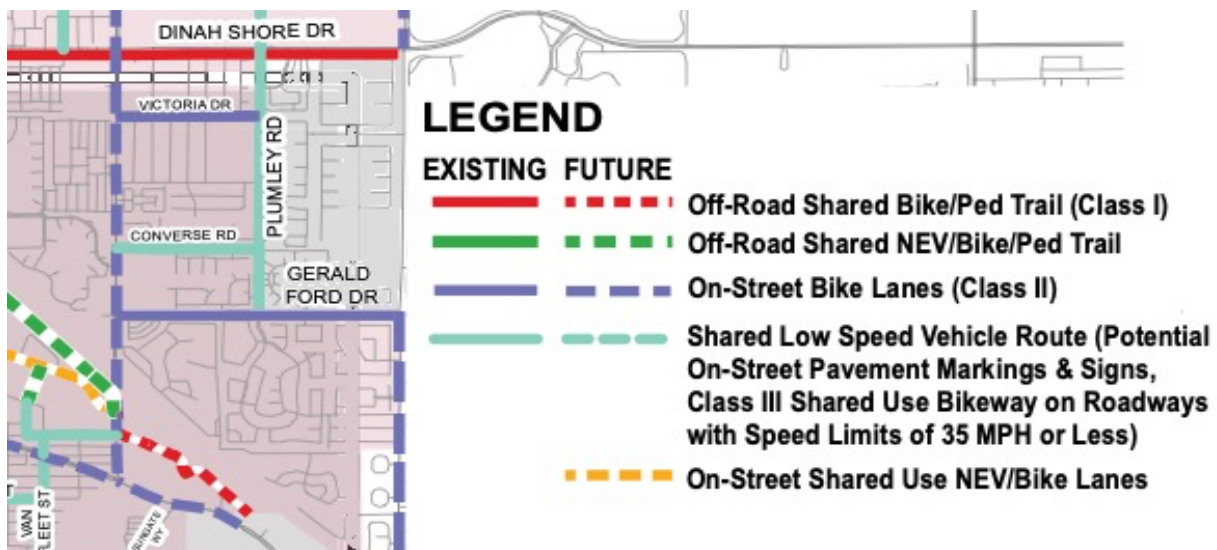 DINAH SHORE DR
VICTORIA DR
PLUMLEY RD
CONVERSE RD
GERALD
FORD DR
VAN
FLEET ST
SUNGATE
WY
LEGEND
EXISTING FUTURE
Off-Road Shared Bike/Ped Trail (Class I)
Off-Road Shared NEV/Bike/Ped Trail
On-Street Bike Lanes (Class II)
Shared Low Speed Vehicle Route (Potential
On-Street Pavement Markings & Signs,
Class III Shared Use Bikeway on Roadways
with Speed Limits of 35 MPH or Less)
On-Street Shared Use NEV/Bike Lanes